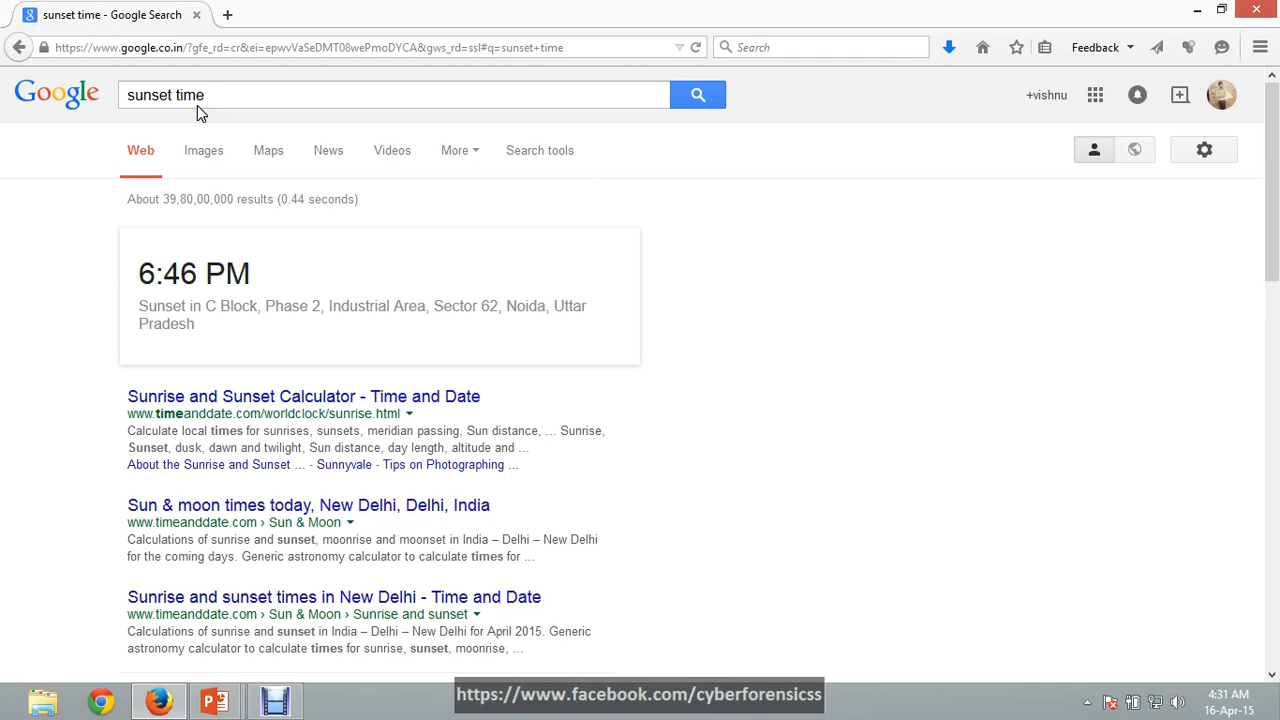 sunset time - Google Search
https://www.google.co.in/?gfe_rd=cr&ei=epwvVaSeDMT08wePmoDYCA&gws_rd=ssl#q=sunset+time
Search
Feedback
Google
sunset time
+vishnu
Web
Images
Maps
News
Videos
More
Search tools
About 39,80,00,000 results (0.44 seconds)
6:46 PM
Sunset in C Block, Phase 2, Industrial Area, Sector 62, Noida, Uttar
Pradesh
Sunrise and Sunset Calculator - Time and Date
www.timeanddate.com/worldclock/sunrise.html
Calculate local times for sunrises, sunsets, meridian passing, Sun distance, ... Sunrise,
Sunset, dusk, dawn and twilight, Sun distance, day length, altitude and ...
About the Sunrise and Sunset ... - Sunnyvale - Tips on Photographing ...
Sun & moon times today, New Delhi, Delhi, India
www.timeanddate.com › Sun & Moon
Calculations of sunrise and sunset, moonrise and moonset in India – Delhi – New Delhi
for the coming days. Generic astronomy calculator to calculate times for ...
Sunrise and sunset times in New Delhi - Time and Date
www.timeanddate.com › Sun & Moon › Sunrise and sunset
Calculations of sunrise and sunset in India – Delhi – New Delhi for April 2015. Generic
astronomy calculator to calculate times for sunrise, sunset, moonrise, ...
https://www.facebook.com/cyberforensicss
4:31 AM
16-Apr-15